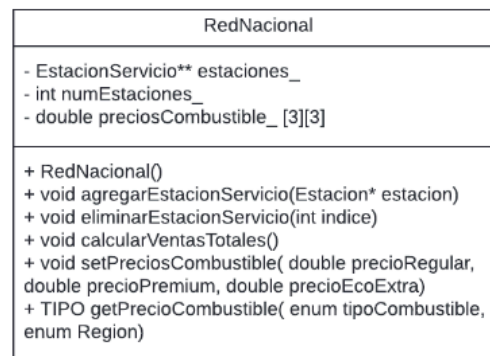 RedNacional
- EstacionServicio** estaciones_
- int numEstaciones_
- double preciosCombustible_ [3][3]
+ RedNacional()
+ void agregarEstacionServicio(Estacion* estacion)
+ void eliminarEstacionServicio(int indice)
+ void calcularVentasTotales()
+ void setPreciosCombustible( double precioRegular,
double precioPremium, double precioEcoExtra)
+ TIPO getPrecioCombustible( enum tipoCombustible,
enum Region)